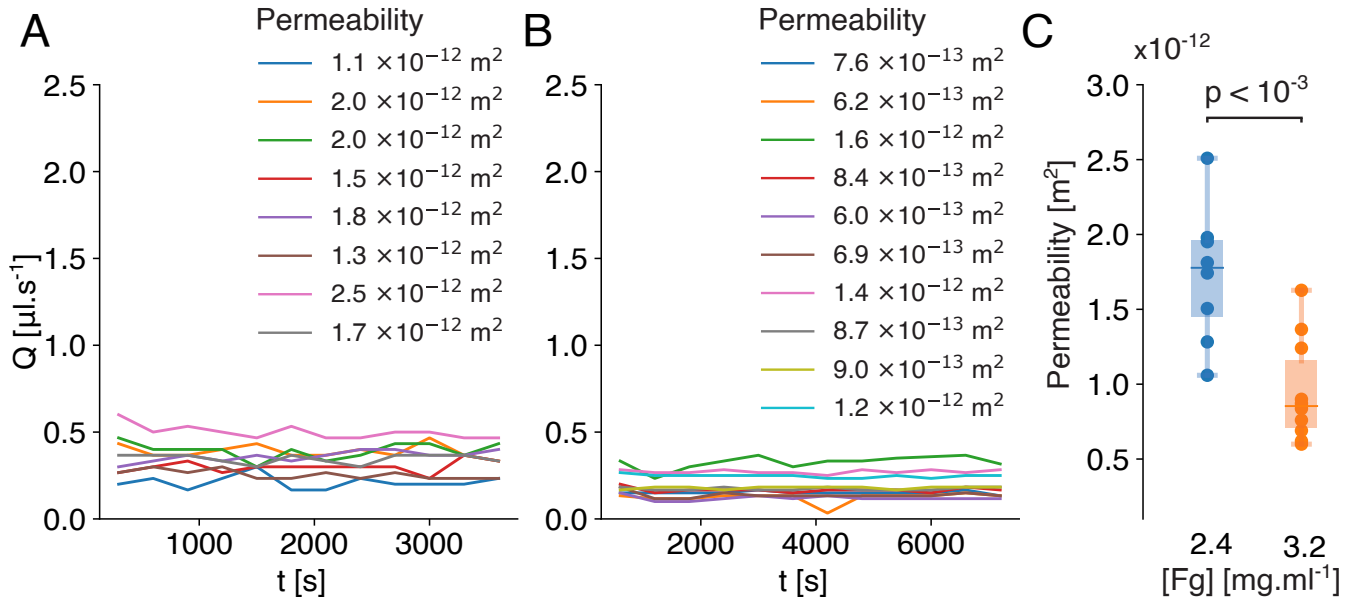 A
Permeability
1.1 ×10⁻¹² m²
2.0 ×10⁻¹² m²
2.0 ×10⁻¹² m²
1.5 ×10⁻¹² m²
1.8 ×10⁻¹² m²
1.3 ×10⁻¹² m²
2.5 ×10⁻¹² m²
1.7 ×10⁻¹² m²
2.5
2.0
1.5
1.0
0.5
0.0
Q [µl.s⁻¹]
1000
2000
3000
t [s]
B
Permeability
7.6 ×10⁻¹³ m²
6.2 ×10⁻¹³ m²
1.6 ×10⁻¹² m²
8.4 ×10⁻¹³ m²
6.0 ×10⁻¹³ m²
6.9 ×10⁻¹³ m²
1.4 ×10⁻¹² m²
8.7 ×10⁻¹³ m²
9.0 ×10⁻¹³ m²
1.2 ×10⁻¹² m²
2.5
2.0
1.5
1.0
0.5
0.0
2000
4000
6000
t [s]
C
x10⁻¹²
p < 10⁻³
3.0
2.5
2.0
1.5
1.0
0.5
Permeability [m²]
2.4
3.2
[Fg] [mg.ml⁻¹]